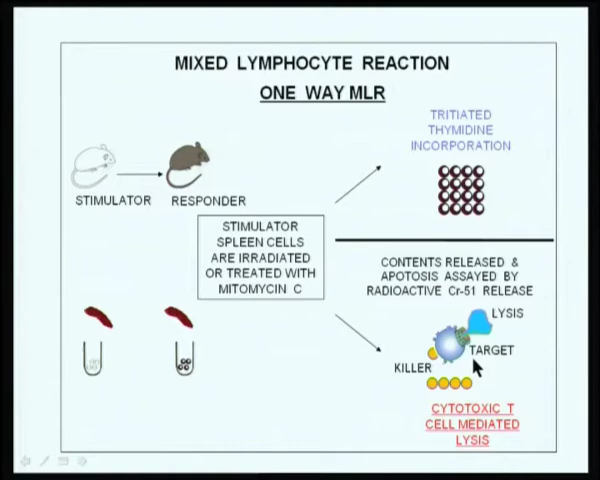 MIXED LYMPHOCYTE REACTION
ONE WAY MLR
TRITIATED
THYMIDINE
INCORPORATION
STIMULATOR RESPONDER
STIMULATOR
SPLEEN CELLS
ARE IRRADIATED
OR TREATED WITH
MITOMYCIN C
CONTENTS RELEASED &
APOTOSIS ASSAYED BY
RADIOACTIVE Cr-51 RELEASE
LYSIS
TARGET
KILLER
CYTOTOXIC T
CELL MEDIATED
LYSIS